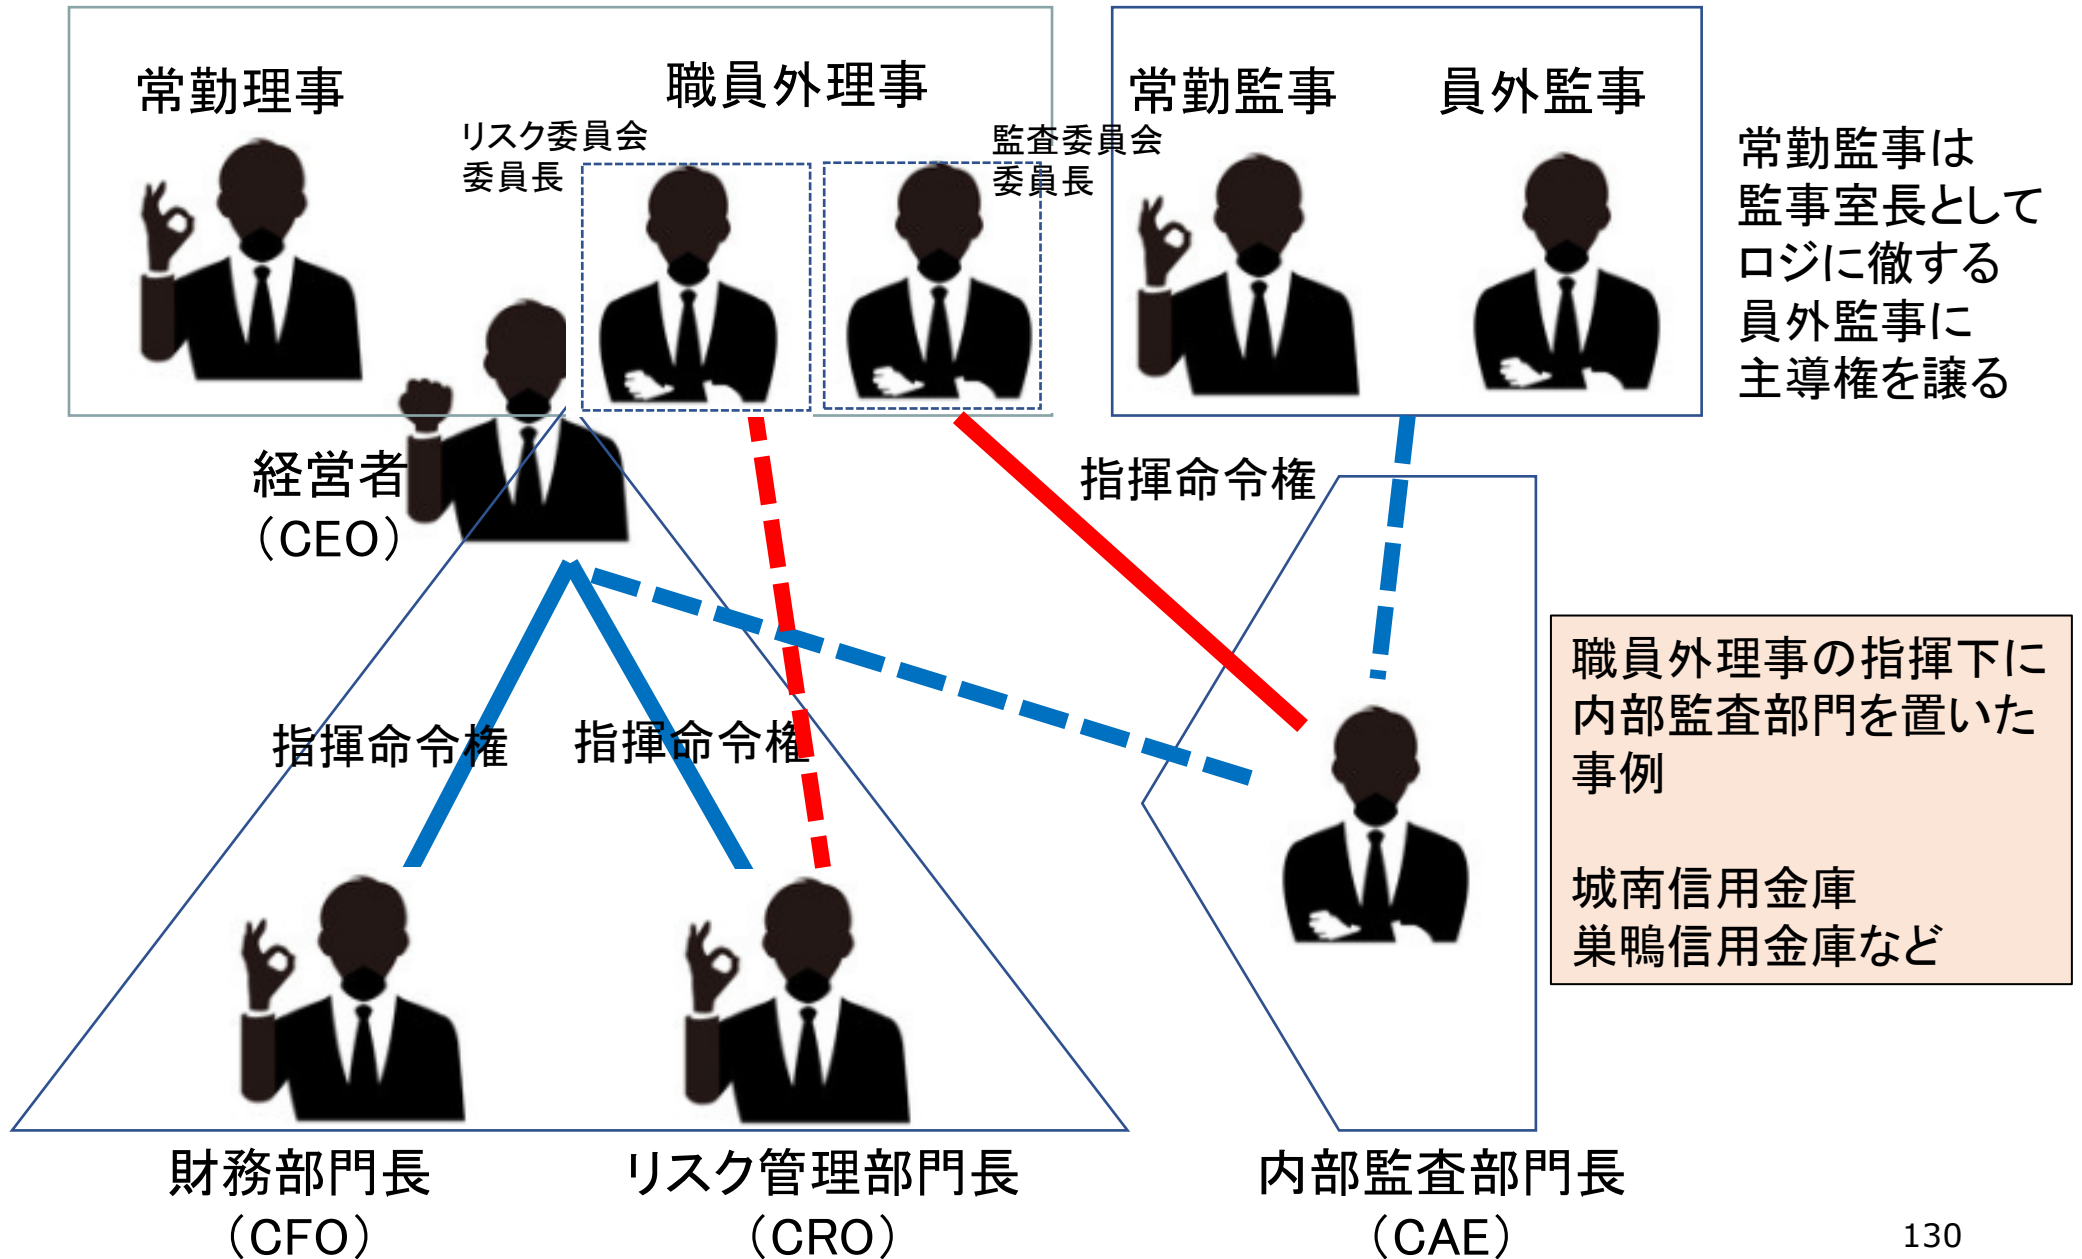 常勤理事
職員外理事
リスク委員会
委員長
監査委員会
委員長
常勤監事
員外監事
常勤監事は
監事室長として
ロジに徹する
員外監事に
主導権を譲る
経営者
（CEO）
指揮命令権
指揮命令権
指揮命令権
職員外理事の指揮下に
内部監査部門を置いた
事例
城南信用金庫
巣鴨信用金庫など
財務部門長
（CFO）
リスク管理部門長
（CRO）
内部監査部門長
（CAE）
130